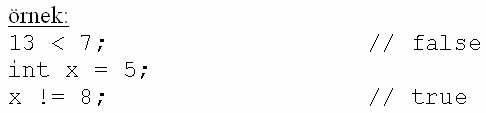 örnek:
13 < 7; // false
int x = 5;
x != 8; // true